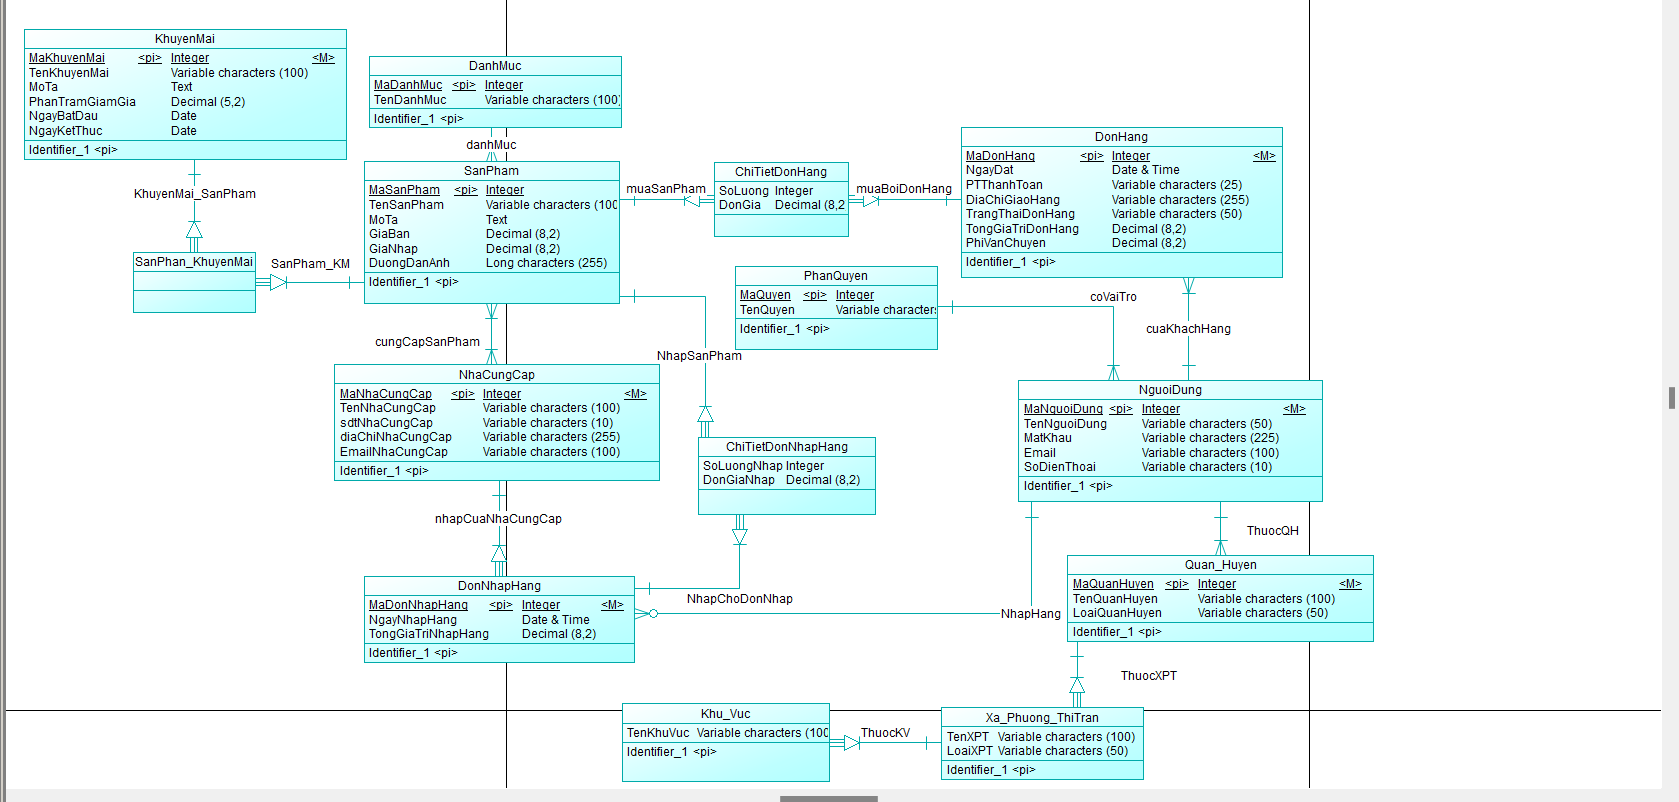 KhuyenMai
MaKhuyenMai <pi> Integer <M>
TenKhuyenMai Variable characters (100)
MoTa Text
PhanTramGiamGia Decimal (5,2)
NgayBatDau Date
NgayKetThuc Date
Identifier_1 <pi>
DanhMuc
MaDanhMuc <pi> Integer
TenDanhMuc Variable characters (100)
Identifier_1 <pi>
danhMuc
KhuyenMai_SanPham
SanPham
MaSanPham <pi> Integer
TenSanPham Variable characters (100
MoTa Text
GiaBan Decimal (8,2)
GiaNhap Decimal (8,2)
DuongDanAnh Long characters (255)
Identifier_1 <pi>
muaSanPham
ChiTietDonHang
SoLuong Integer
DonGia Decimal (8,2
muaBoiDonHang
DonHang
MaDonHang <pi> Integer <M>
NgayDat Date & Time
PTThanhToan Variable characters (25)
DiaChiGiaoHang Variable characters (255)
TrangThaiDonHang Variable characters (50)
TongGiaTriDonHang Decimal (8,2)
PhiVanChuyen Decimal (8,2)
Identifier_1 <pi>
SanPhan_KhuyenMai
SanPham_KM
PhanQuyen
MaQuyen <pi> Integer
TenQuyen Variable characters
Identifier_1 <pi>
coVaiTro
cuaKhachHang
cungCapSanPham
NhapSanPham
NhaCungCap
MaNhaCungCap <pi> Integer <M>
TenNhaCungCap Variable characters (100)
sdtNhaCungCap Variable characters (10)
diaChiNhaCungCap Variable characters (255)
EmailNhaCungCap Variable characters (100)
Identifier_1 <pi>
NguoiDung
MaNguoiDung <pi> Integer <M>
TenNguoiDung Variable characters (50)
MatKhau Variable characters (225)
Email Variable characters (100)
SoDienThoai Variable characters (10)
Identifier_1 <pi>
ChiTietDonNhapHang
SoLuongNhap Integer
DonGiaNhap Decimal (8,2)
nhapCuaNhaCungCap
ThuocQH
DonNhapHang
MaDonNhapHang <pi> Integer <M>
NgayNhapHang Date & Time
TongGiaTriNhapHang Decimal (8,2)
Identifier_1 <pi>
NhapChoDonNhap
NhapHang
Quan_Huyen
MaQuanHuyen <pi> Integer <M>
TenQuanHuyen Variable characters (100)
LoaiQuanHuyen Variable characters (50)
Identifier_1 <pi>
ThuocXPT
Khu_Vuc
TenKhuVuc Variable characters (100
Identifier_1 <pi>
ThuocKV
Xa_Phuong_ThiTran
TenXPT Variable characters (100)
LoaiXPT Variable characters (50)
Identifier_1 <pi>